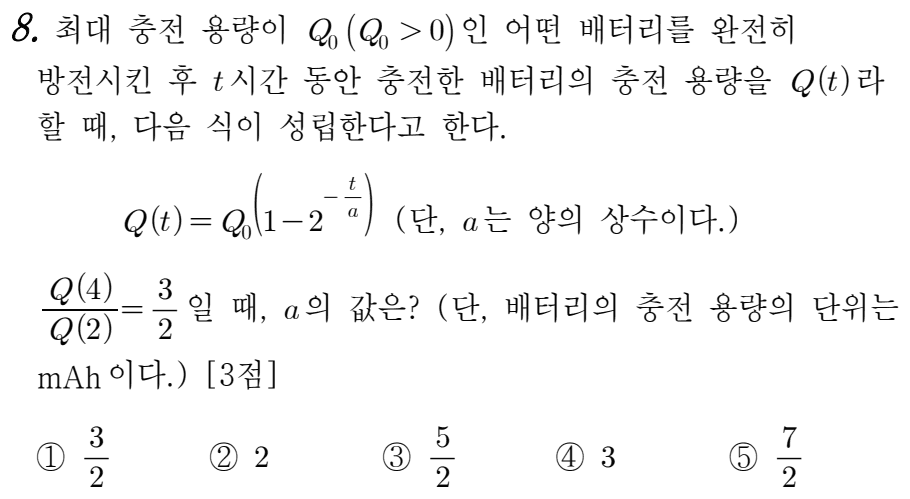 8. 최대 충전 용량이 Q₀(Q₀ > 0)인 어떤 배터리를 완전히
방전시킨 후 t시간 동안 충전한 배터리의 충전 용량을 Q(t)라
할 때, 다음 식이 성립한다고 한다.
Q(t) = Q₀(1 − 2^(−t/a)) (단, a는 양의 상수이다.)
Q(4)/Q(2) = 3/2 일 때, a의 값은? (단, 배터리의 충전 용량의 단위는
mAh이다.) [3점]
① 3/2 ② 2 ③ 5/2 ④ 3 ⑤ 7/2